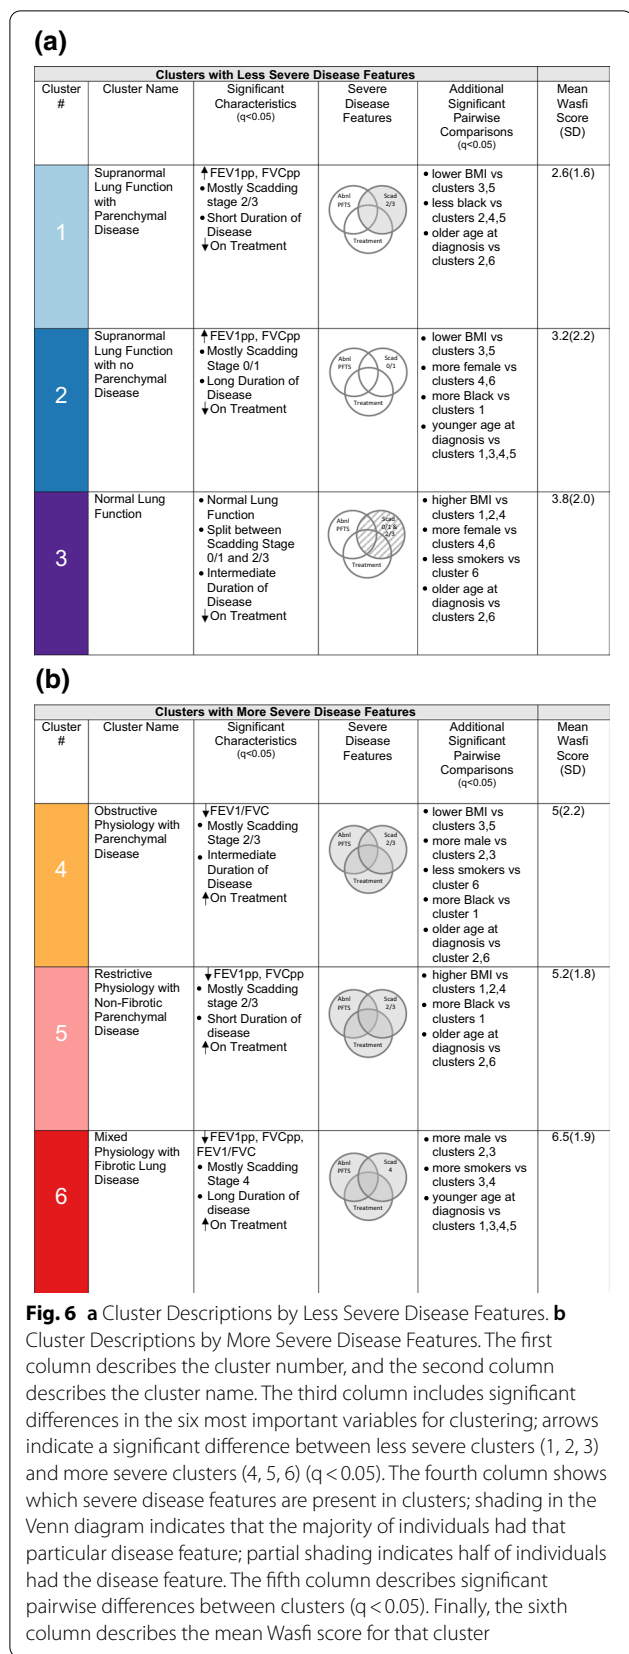 (a)
Clusters with Less Severe Disease Features
Cluster # Cluster Name Significant Characteristics (q<0.05) Severe Disease Features Additional Significant Pairwise Comparisons (q<0.05) Mean Wasfi Score (SD)
1
Supranormal
Lung Function
with
Parenchymal
Disease
↑FEV1pp, FVCpp
•Mostly Scadding
stage 2/3
•Short Duration of
Disease
↓On Treatment
Abnl
PFTS
Scad
2/3
Treatment
• lower BMI vs
clusters 3,5
• less black vs
clusters 2,4,5
• older age at
diagnosis vs
clusters 2,6
2.6(1.6)
2
Supranormal
Lung Function
with no
Parenchymal
Disease
↑FEV1pp, FVCpp
•Mostly Scadding
Stage 0/1
•Long Duration of
Disease
↓On Treatment
Abnl
PFTS
Scad
0/1
Treatment
• lower BMI vs
clusters 3,5
• more female vs
clusters 4,6
• more Black vs
clusters 1
• younger age at
diagnosis vs
clusters 1,3,4,5
3.2(2.2)
3
Normal Lung
Function
• Normal Lung
Function
• Split between
Scadding Stage
0/1 and 2/3
• Intermediate
Duration of
Disease
↓On Treatment
Abnl
PFTS
Scad
0/1 &
2/3
Treatment
• higher BMI vs
clusters 1,2,4
• more female vs
clusters 4,6
• less smokers vs
cluster 6
• older age at
diagnosis vs
clusters 2,6
3.8(2.0)
(b)
Clusters with More Severe Disease Features
Cluster # Cluster Name Significant Characteristics (q<0.05) Severe Disease Features Additional Significant Pairwise Comparisons (q<0.05) Mean Wasfi Score (SD)
4
Obstructive
Physiology with
Parenchymal
Disease
↓FEV1/FVC
• Mostly Scadding
Stage 2/3
• Intermediate
Duration of
Disease
↑On Treatment
Abnl
PFTS
Scad
2/3
Treatment
• lower BMI vs
clusters 3,5
• more male vs
clusters 2,3
• less smokers vs
cluster 6
• more Black vs
cluster 1
• older age at
diagnosis vs
cluster 2,6
5(2.2)
5
Restrictive
Physiology with
Non-Fibrotic
Parenchymal
Disease
↓FEV1pp, FVCpp
• Mostly Scadding
stage 2/3
• Short Duration of
disease
↑On Treatment
Abnl
PFTS
Scad
2/3
Treatment
• higher BMI vs
clusters 1,2,4
• more Black vs
clusters 1
• older age at
diagnosis vs
clusters 2,6
5.2(1.8)
6
Mixed
Physiology with
Fibrotic Lung
Disease
↓FEV1pp, FVCpp,
FEV1/FVC
• Mostly Scadding
Stage 4
• Long Duration of
disease
↑On Treatment
Abnl
PFTS
Scad
4
Treatment
• more male vs
clusters 2,3
• more smokers vs
clusters 3,4
• younger age at
diagnosis vs
clusters 1,3,4,5
6.5(1.9)
Fig. 6 a Cluster Descriptions by Less Severe Disease Features. b
Cluster Descriptions by More Severe Disease Features. The first
column describes the cluster number, and the second column
describes the cluster name. The third column includes significant
differences in the six most important variables for clustering; arrows
indicate a significant difference between less severe clusters (1, 2, 3)
and more severe clusters (4, 5, 6) (q < 0.05). The fourth column shows
which severe disease features are present in clusters; shading in the
Venn diagram indicates that the majority of individuals had that
particular disease feature; partial shading indicates half of individuals
had the disease feature. The fifth column describes significant
pairwise differences between clusters (q < 0.05). Finally, the sixth
column describes the mean Wasfi score for that cluster